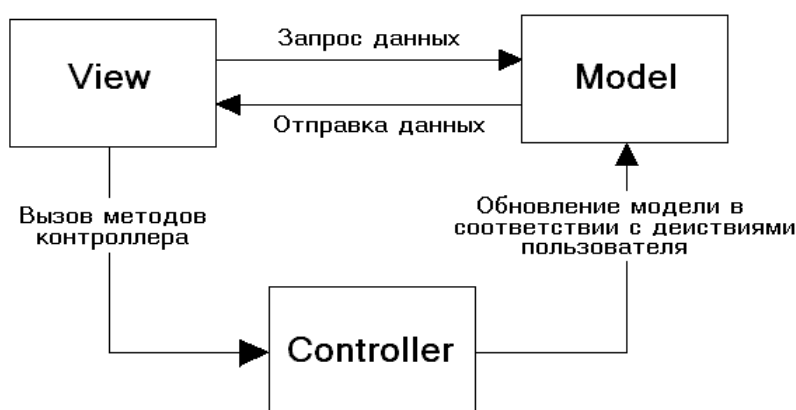 Запрос данных
View
Model
Отправка данных
Вызов методов
контроллера
Обновление модели в
соответствии с деиствиями
пользователя
Controller